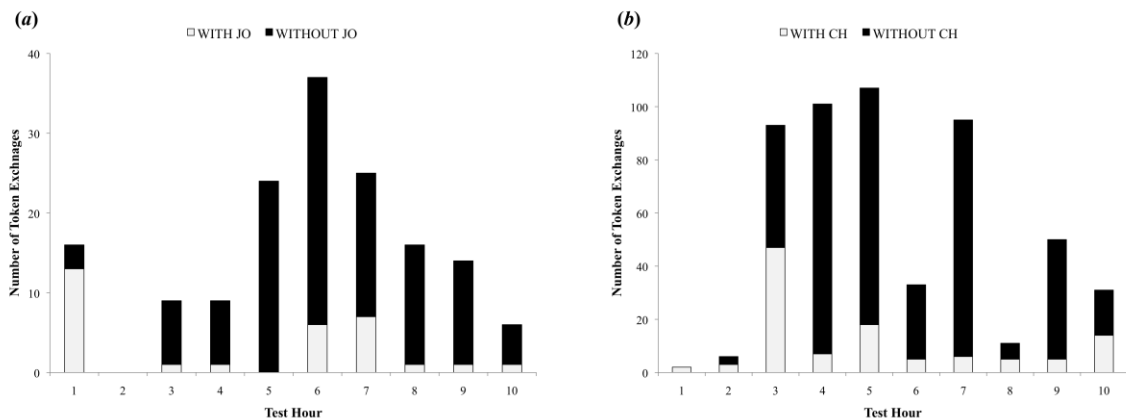 (a)
WITH JO WITHOUT JO
40
30
20
10
0
Number of Token Exchnages
1 2 3 4 5 6 7 8 9 10
Test Hour
(b)
WITH CH WITHOUT CH
120
100
80
60
40
20
0
Number of Token Exchanges
1 2 3 4 5 6 7 8 9 10
Test Hour